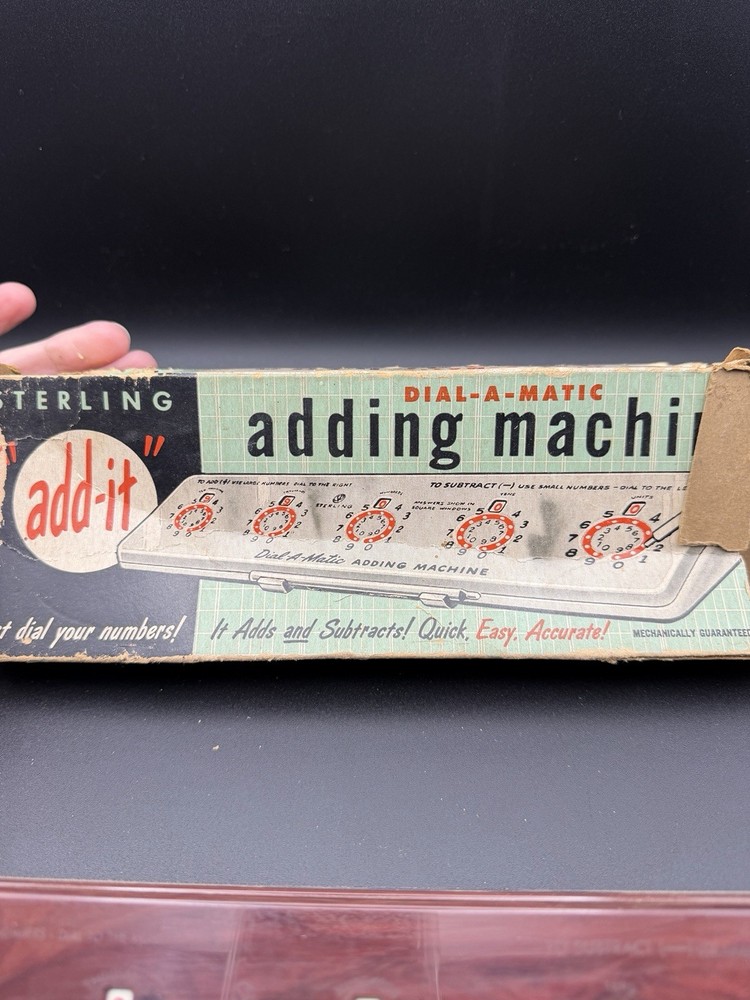 STERLING
"add-it"
dial your numbers!
DIAL-A-MATIC
adding machi
TO ADD (+) USE LARGE NUMBERS DIAL TO THE RIGHT
TO SUBTRACT (—) USE SMALL NUMBERS – DIAL TO THE LE
STERLING
ANSWERS SHOW IN
SQUARE WINDOWS
TENS
UNITS
Dial-A-Matic ADDING MACHINE
It Adds and Subtracts! Quick, Easy, Accurate!
MECHANICALLY GUARANTEED